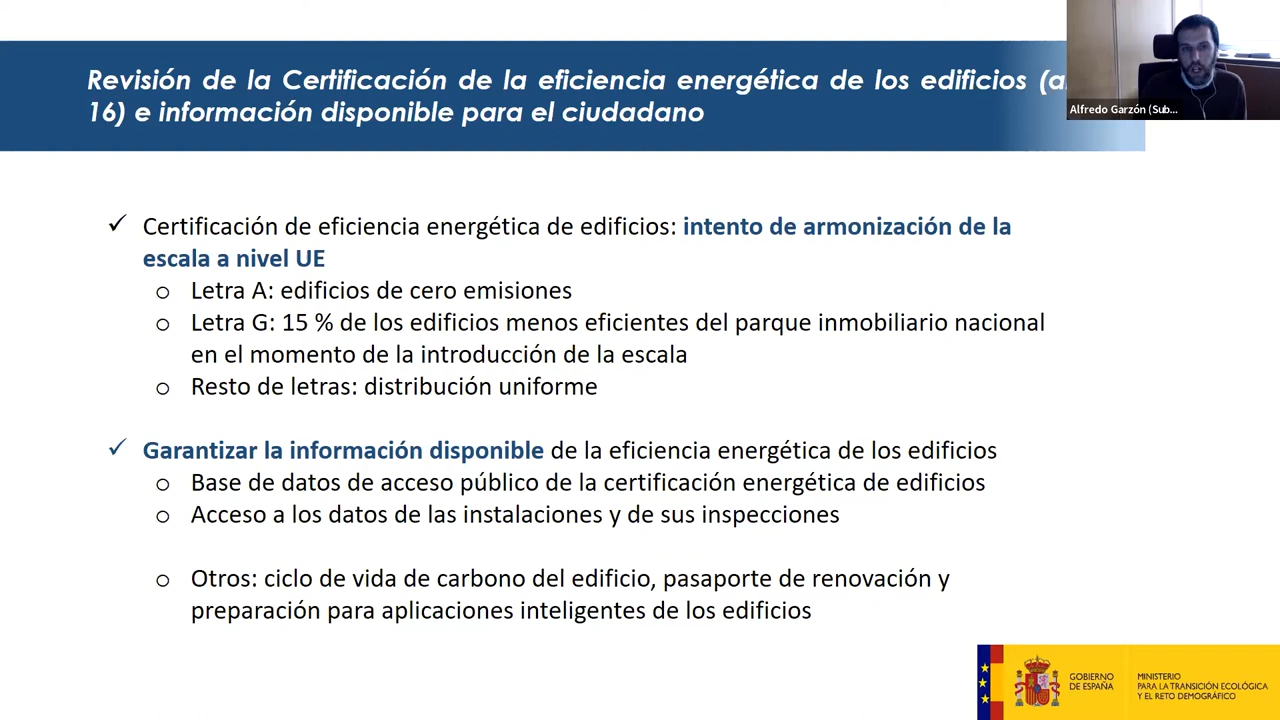 Revisión de la Certificación de la eficiencia energética de los edificios
16) e información disponible para el ciudadano
Alfredo Garzón (Sub...
✓ Certificación de eficiencia energética de edificios: intento de armonización de la
escala a nivel UE
o Letra A: edificios de cero emisiones
o Letra G: 15 % de los edificios menos eficientes del parque inmobiliario nacional
en el momento de la introducción de la escala
o Resto de letras: distribución uniforme
✓ Garantizar la información disponible de la eficiencia energética de los edificios
o Base de datos de acceso público de la certificación energética de edificios
o Acceso a los datos de las instalaciones y de sus inspecciones
o Otros: ciclo de vida de carbono del edificio, pasaporte de renovación y
preparación para aplicaciones inteligentes de los edificios
GOBIERNO
DE ESPAÑA
MINISTERIO
PARA LA TRANSICIÓN ECOLÓGICA
Y EL RETO DEMOGRÁFICO